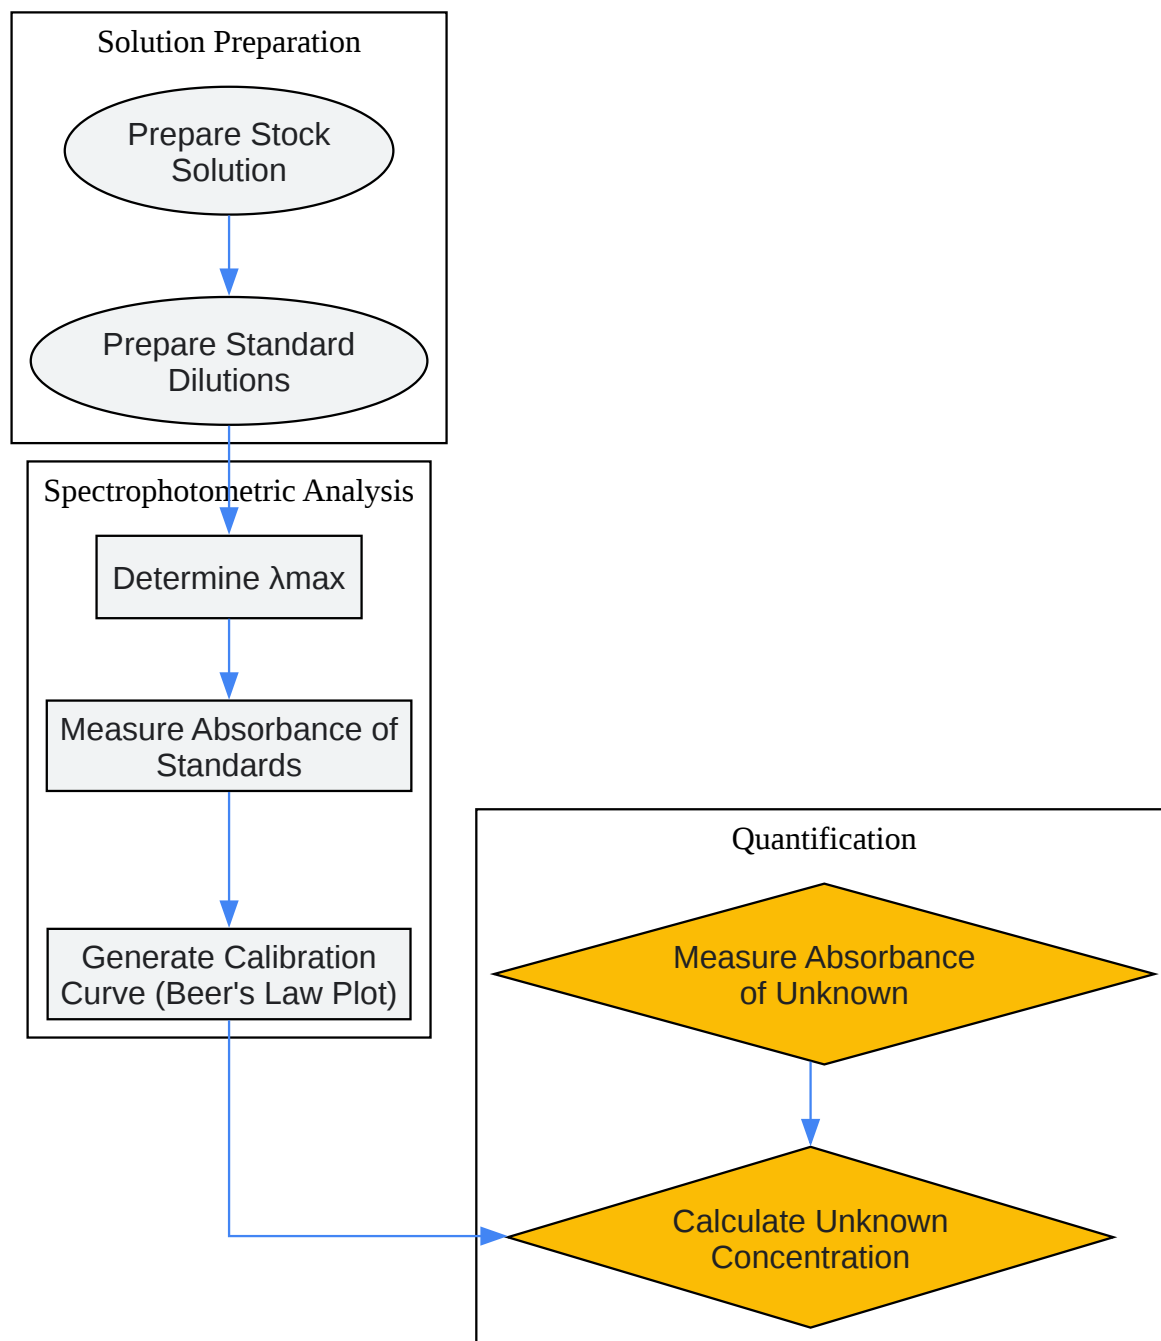 Solution Preparation
Prepare Stock
Solution
Prepare Standard
Dilutions
Spectrophotometric Analysis
Determine λmax
Measure Absorbance of
Standards
Generate Calibration
Curve (Beer's Law Plot)
Quantification
Measure Absorbance
of Unknown
Calculate Unknown
Concentration